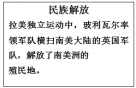 民族解放
拉美独立运动中，玻利瓦尔率
领军队横扫南美大陆的英国军
队，解放了南美洲的
殖民地。